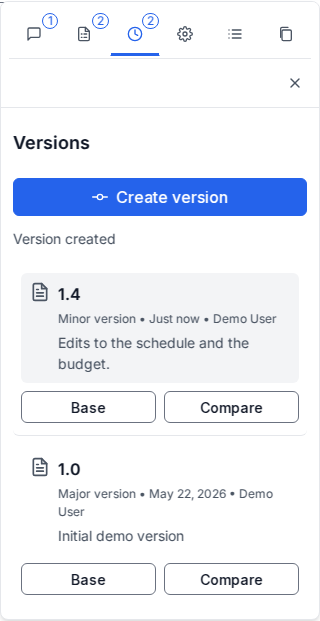 1 2 2
Versions
Create version
Version created
1.4
Minor version • Just now • Demo User
Edits to the schedule and the
budget.
Base Compare
1.0
Major version • May 22, 2026 • Demo
User
Initial demo version
Base Compare